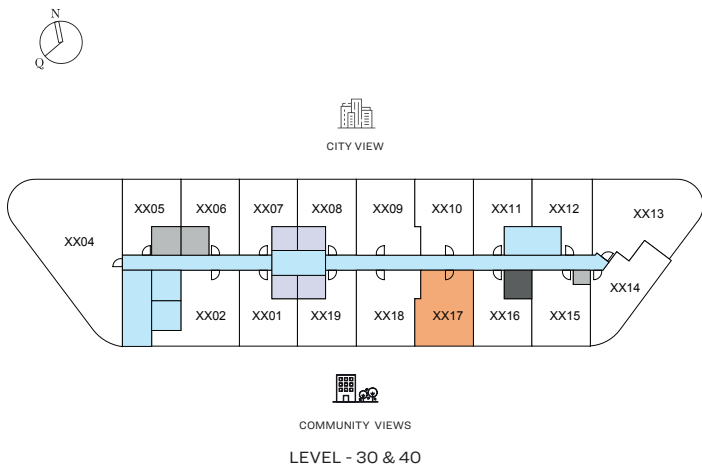 N
Q
CITY VIEW
XX05 XX06 XX07 XX08 XX09 XX10 XX11 XX12
XX13
XX04
XX14
XX02 XX01 XX19 XX18 XX17 XX16 XX15
COMMUNITY VIEWS
LEVEL - 30 & 40